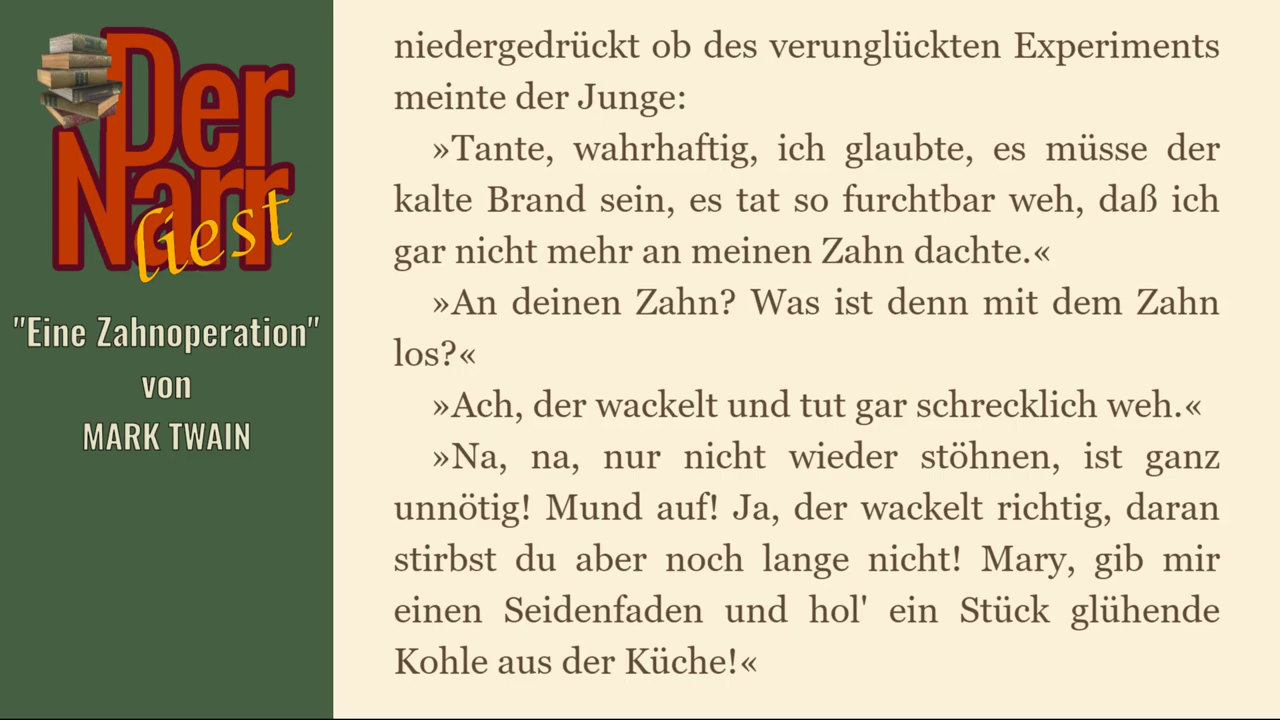 Der
Narr
liest
"Eine Zahnoperation"
von
MARK TWAIN
niedergedrückt ob des verunglückten Experiments
meinte der Junge:
»Tante, wahrhaftig, ich glaubte, es müsse der
kalte Brand sein, es tat so furchtbar weh, daß ich
gar nicht mehr an meinen Zahn dachte.«
»An deinen Zahn? Was ist denn mit dem Zahn
los?«
»Ach, der wackelt und tut gar schrecklich weh.«
»Na, na, nur nicht wieder stöhnen, ist ganz
unnötig! Mund auf! Ja, der wackelt richtig, daran
stirbst du aber noch lange nicht! Mary, gib mir
einen Seidenfaden und hol' ein Stück glühende
Kohle aus der Küche!«